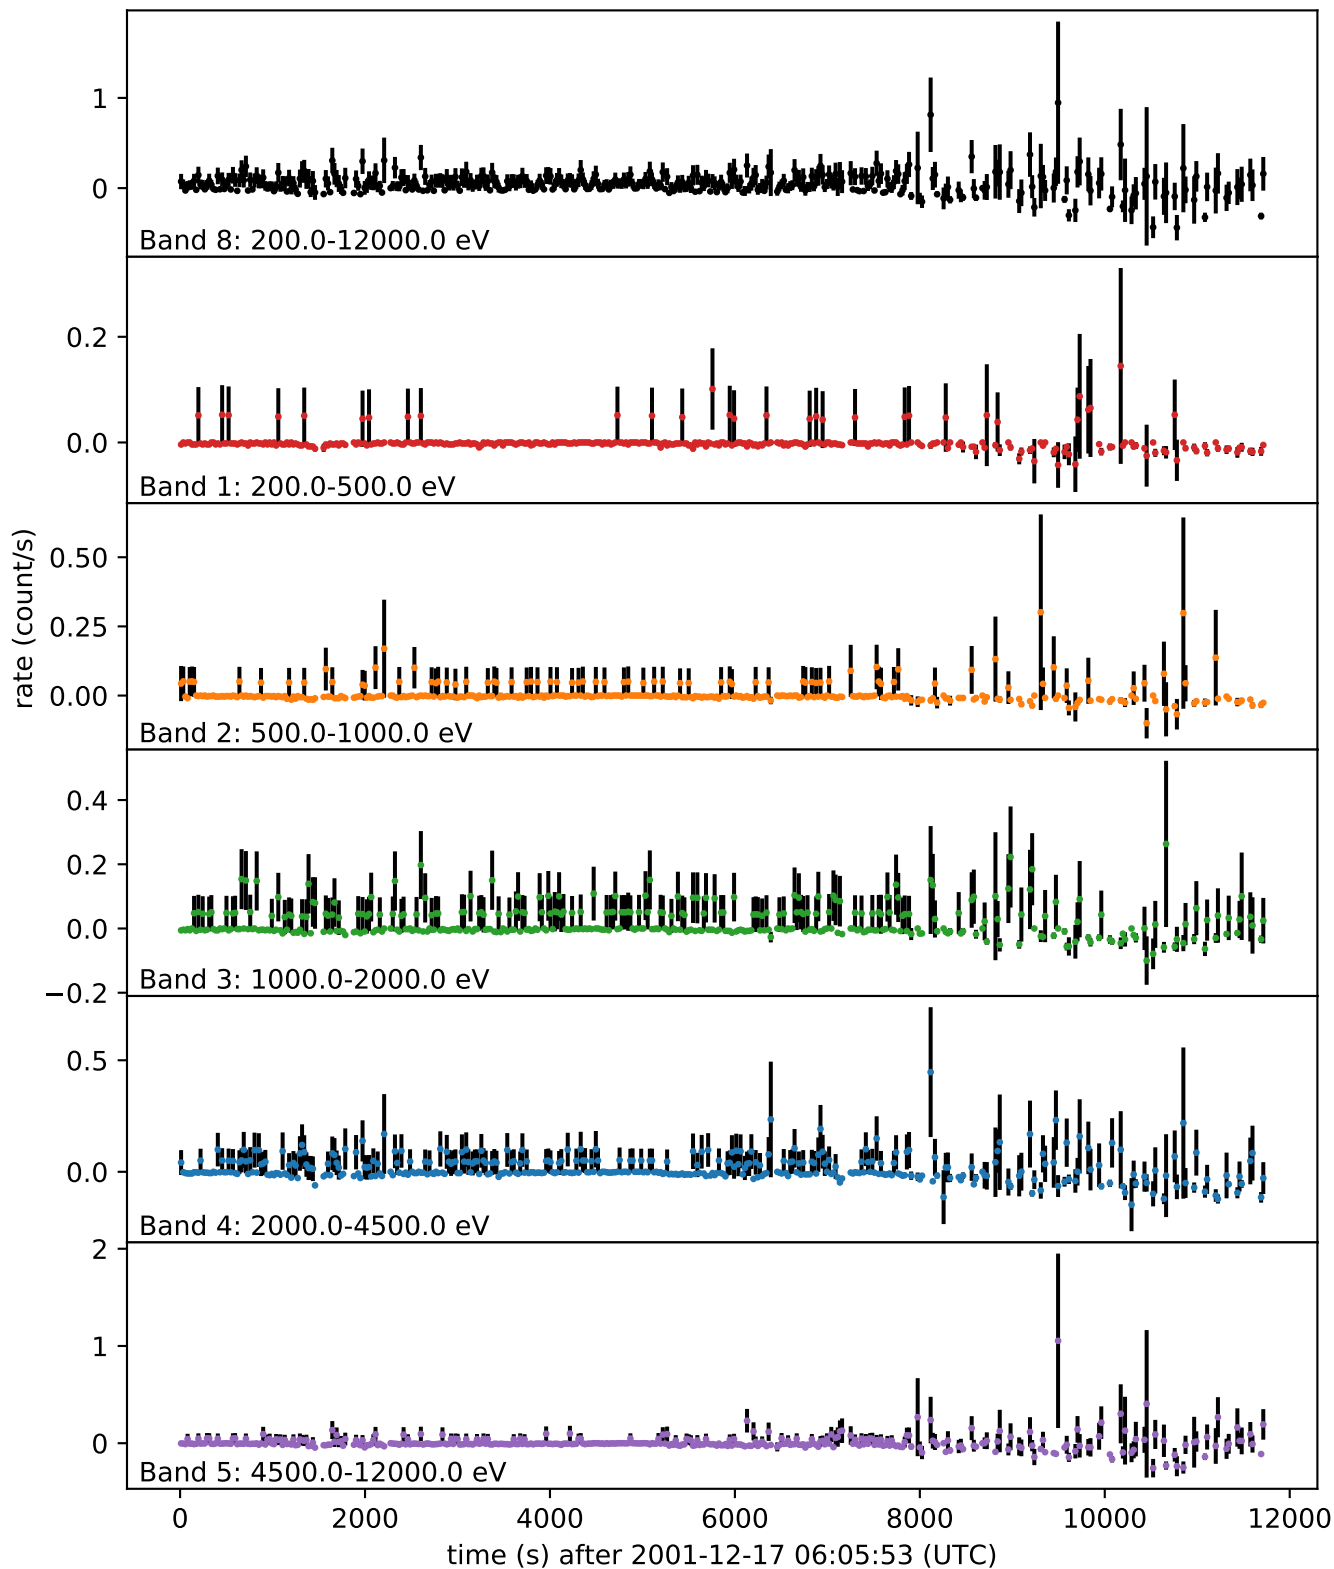 1
0
Band 8: 200.0-12000.0 eV
0.2
0.0
Band 1: 200.0-500.0 eV
rate (count/s)
0.50
0.25
0.00
Band 2: 500.0-1000.0 eV
0.4
0.2
0.0
−0.2
Band 3: 1000.0-2000.0 eV
0.5
0.0
Band 4: 2000.0-4500.0 eV
2
1
0
Band 5: 4500.0-12000.0 eV
0 2000 4000 6000 8000 10000 12000
time (s) after 2001-12-17 06:05:53 (UTC)